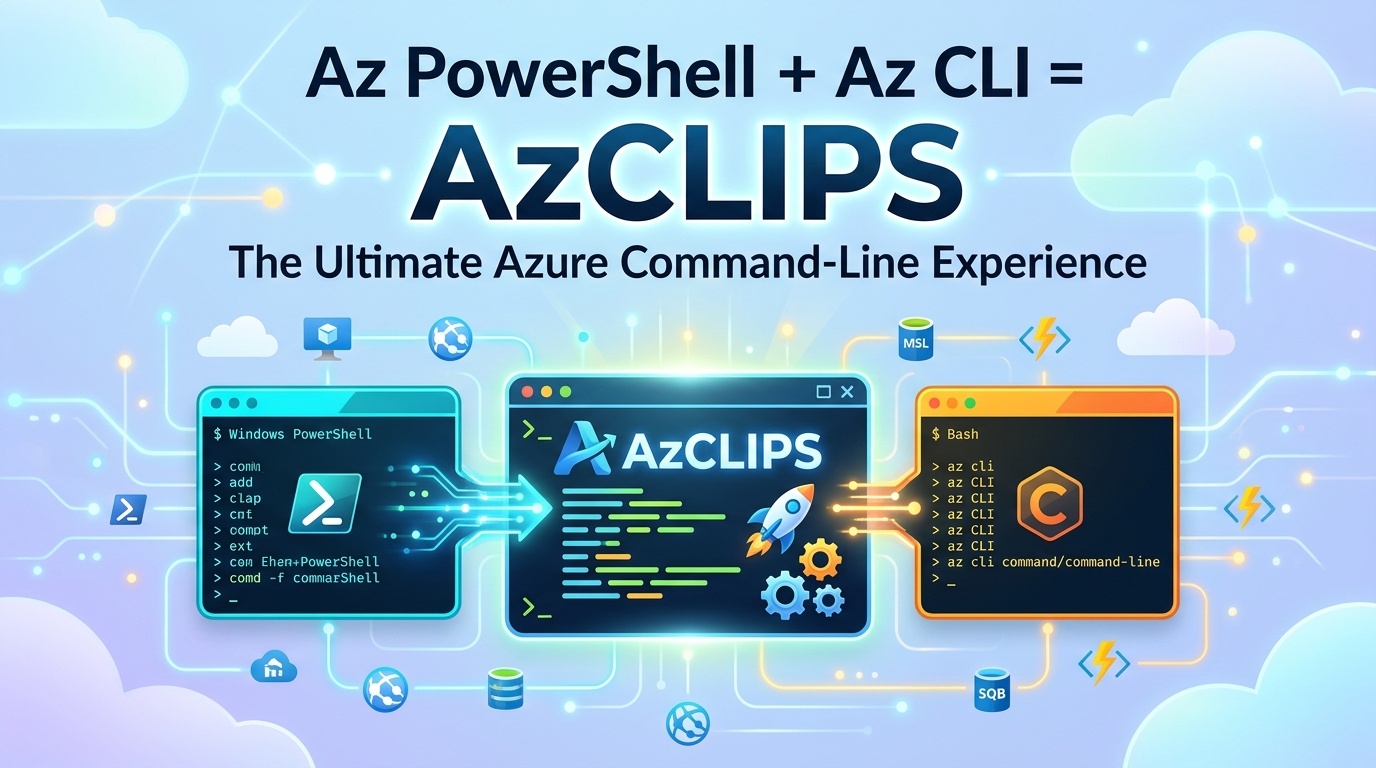 Az PowerShell + Az CLI =
AzCLIPS
The Ultimate Azure Command-Line Experience
MSL
$ Windows PowerShell
> add
> clap
> compt
> ext
> com Ehen+PowerShell
> comd -f commarShell
> _
>_
AzCLIPS
>_
$ Bash
> az cli
> az CLI
> az CLI
> az CLI
> az CLI
> az CLI
> az cli command/command-line
> _
C
SQB